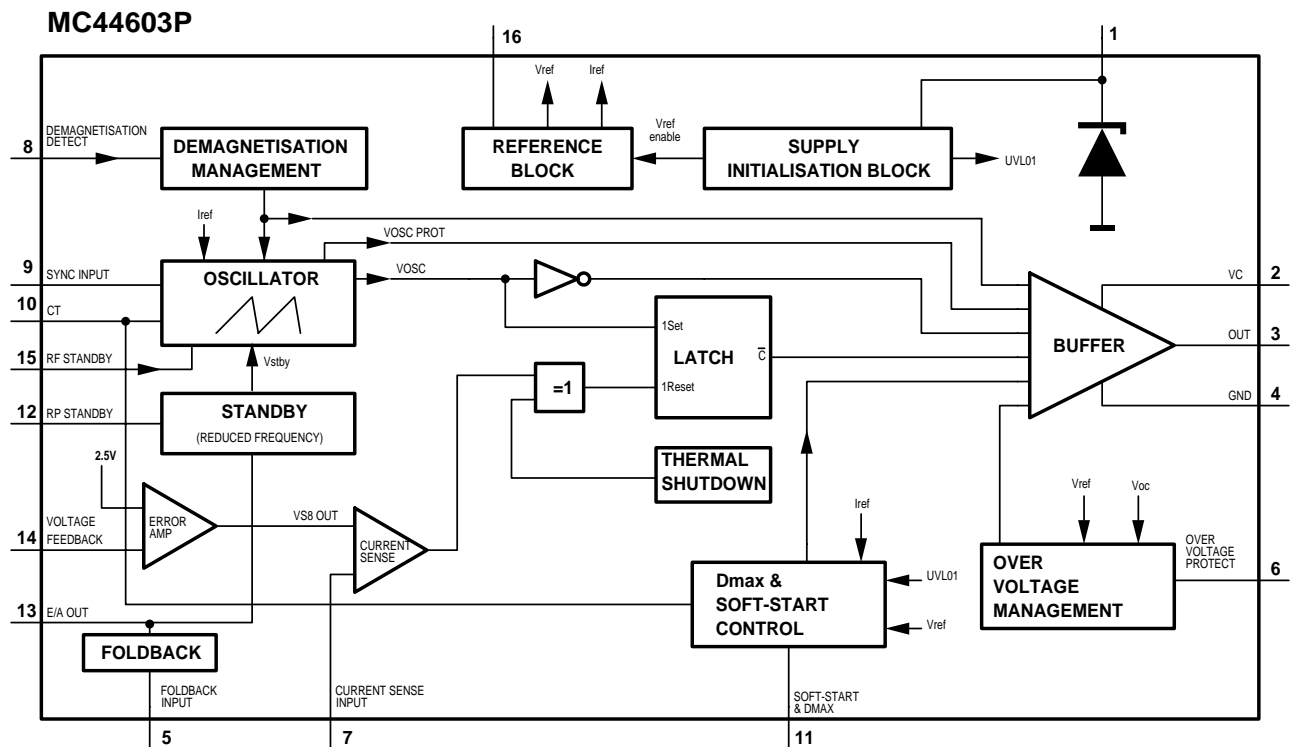 MC44603P
16
1
Vref
Iref
8
DEMAGNETISATION
DETECT
DEMAGNETISATION
MANAGEMENT
REFERENCE
BLOCK
Vref
enable
SUPPLY
INITIALISATION BLOCK
UVL01
Iref
VOSC PROT
9
SYNC INPUT
OSCILLATOR
VOSC
VC
2
10
CT
1Set
LATCH
C̅
1Reset
BUFFER
OUT
3
15
RF STANDBY
Vstby
=1
12
RP STANDBY
STANDBY
(REDUCED FREQUENCY)
GND
4
2.5V
THERMAL
SHUTDOWN
ERROR
AMP
VS8 OUT
CURRENT
SENSE
14
VOLTAGE
FEEDBACK
Iref
Vref
Voc
OVER
VOLTAGE
PROTECT
6
Dmax &
SOFT-START
CONTROL
UVL01
Vref
OVER
VOLTAGE
MANAGEMENT
13
E/A OUT
FOLDBACK
FOLDBACK
INPUT
CURRENT SENSE
INPUT
SOFT-START
& DMAX
5
7
11